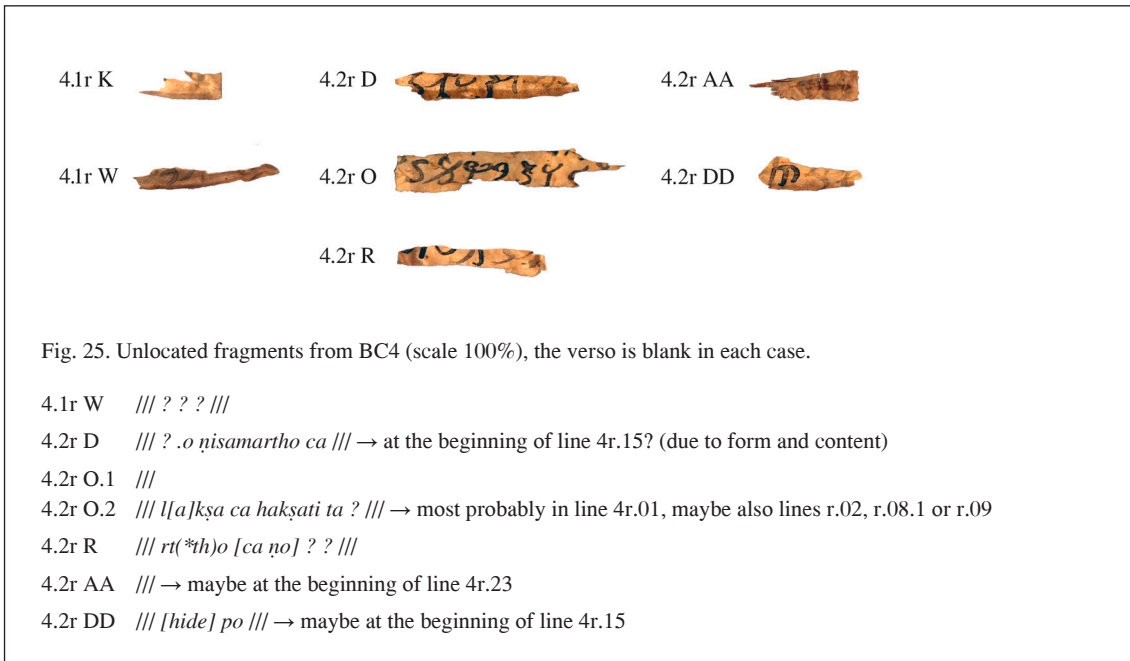 4.1r K
4.2r D
4.2r AA
4.1r W
4.2r O
4.2r DD
4.2r R
Fig. 25. Unlocated fragments from BC4 (scale 100%), the verso is blank in each case.
4.1r W /// ? ? ? ///
4.2r D /// ? .o ṇisamartho ca /// → at the beginning of line 4r.15? (due to form and content)
4.2r O.1 ///
4.2r O.2 /// l[a]kṣa ca hakṣati ta ? /// → most probably in line 4r.01, maybe also lines r.02, r.08.1 or r.09
4.2r R /// rt(*th)o [ca ṇo] ? ? ///
4.2r AA /// → maybe at the beginning of line 4r.23
4.2r DD /// [hide] po /// → maybe at the beginning of line 4r.15